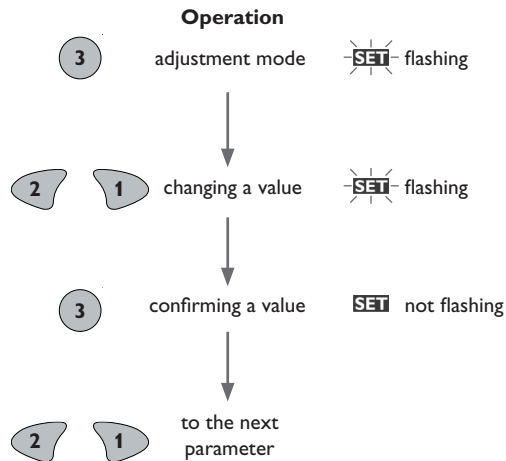 Operation
3 adjustment mode SET flashing
2 1 changing a value SET flashing
3 confirming a value SET not flashing
2 1 to the next
parameter